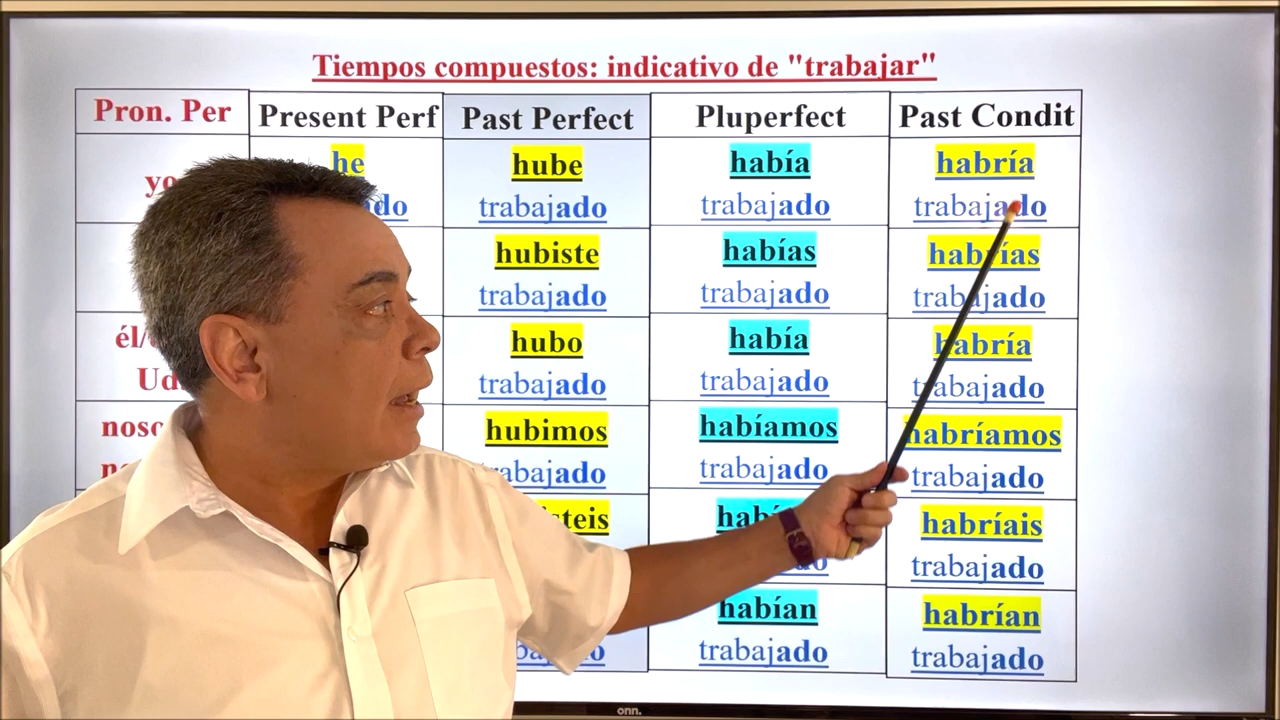 Tiempos compuestos: indicativo de "trabajar"
Pron. Per Present Perf Past Perfect Pluperfect Past Condit
he hube había habría
trabajado trabajado trabajado
hubiste habías habrías
trabajado trabajado trabajado
hubo había habría
Ud trabajado trabajado trabajado
hubimos habíamos habríamos
trabajado trabajado
habríais
trabajado
habían habrían
trabajado trabajado
onn.